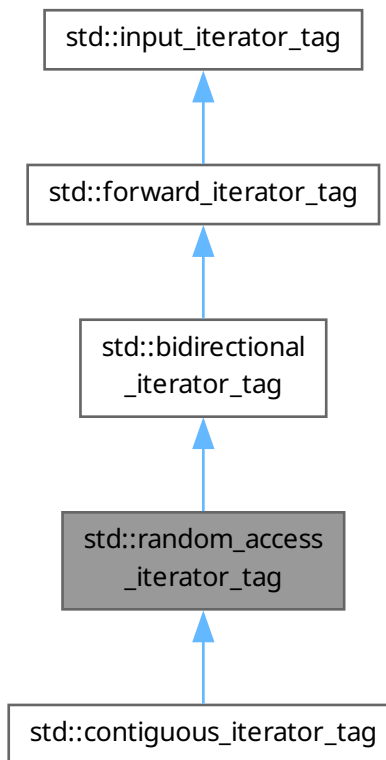 std::input_iterator_tag
std::forward_iterator_tag
std::bidirectional
_iterator_tag
std::random_access
_iterator_tag
std::contiguous_iterator_tag